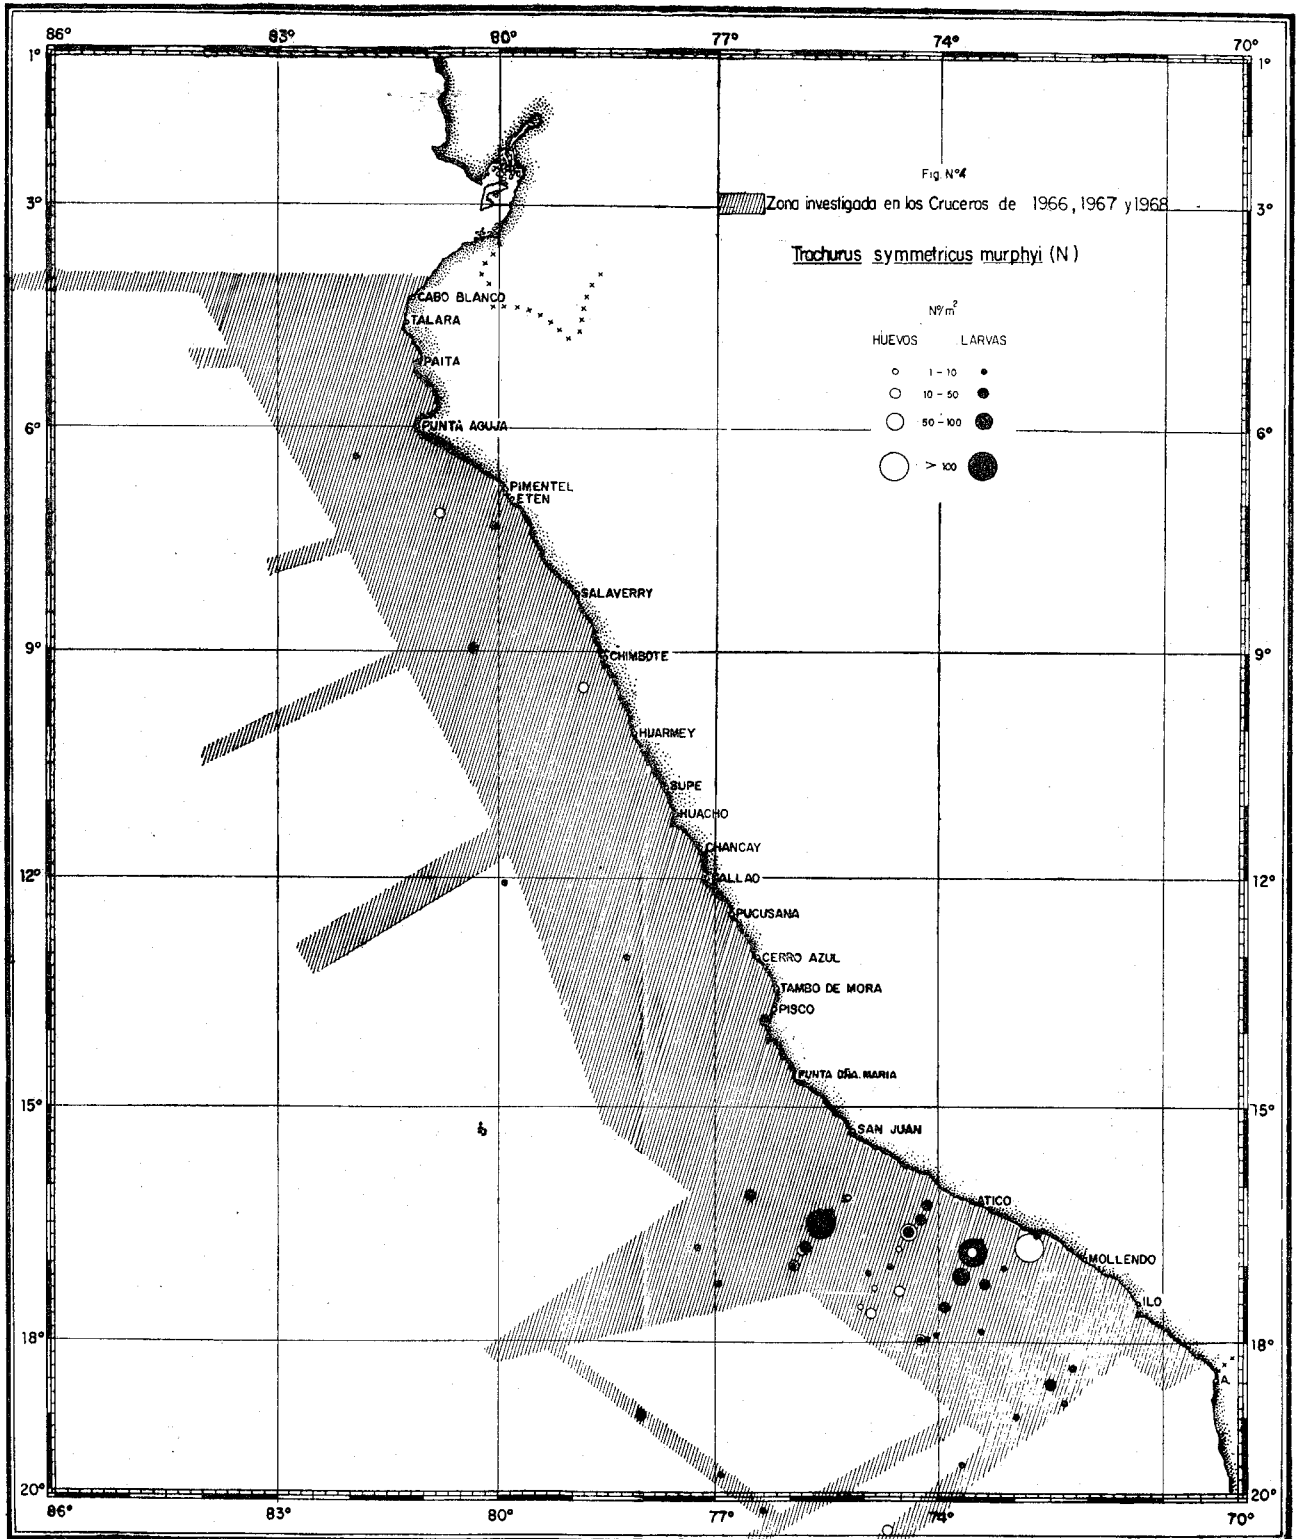 86° 83° 80° 77° 74° 70°
1° 1°
Fig. Nº4
3° Zona investigada en los Cruceros de 1966, 1967 y 1968 3°
Trachurus symmetricus murphyi (N)
Nº/m²
HUEVOS LARVAS
1 - 10
10 - 50
50 - 100
> 100
CABO BLANCO
TALARA
PAITA
6° PUNTA AGUJA 6°
PIMENTEL
ETEN
SALAVERRY
9° CHIMBOTE 9°
HUARMEY
SUPE
HUACHO
CHANCAY
12° CALLAO 12°
PUCUSANA
CERRO AZUL
TAMBO DE MORA
PISCO
PUNTA DÑA. MARIA
15° 15°
SAN JUAN
ATICO
MOLLENDO
ILO
18° 18°
A.
20° 20°
86° 83° 80° 77° 74° 70°